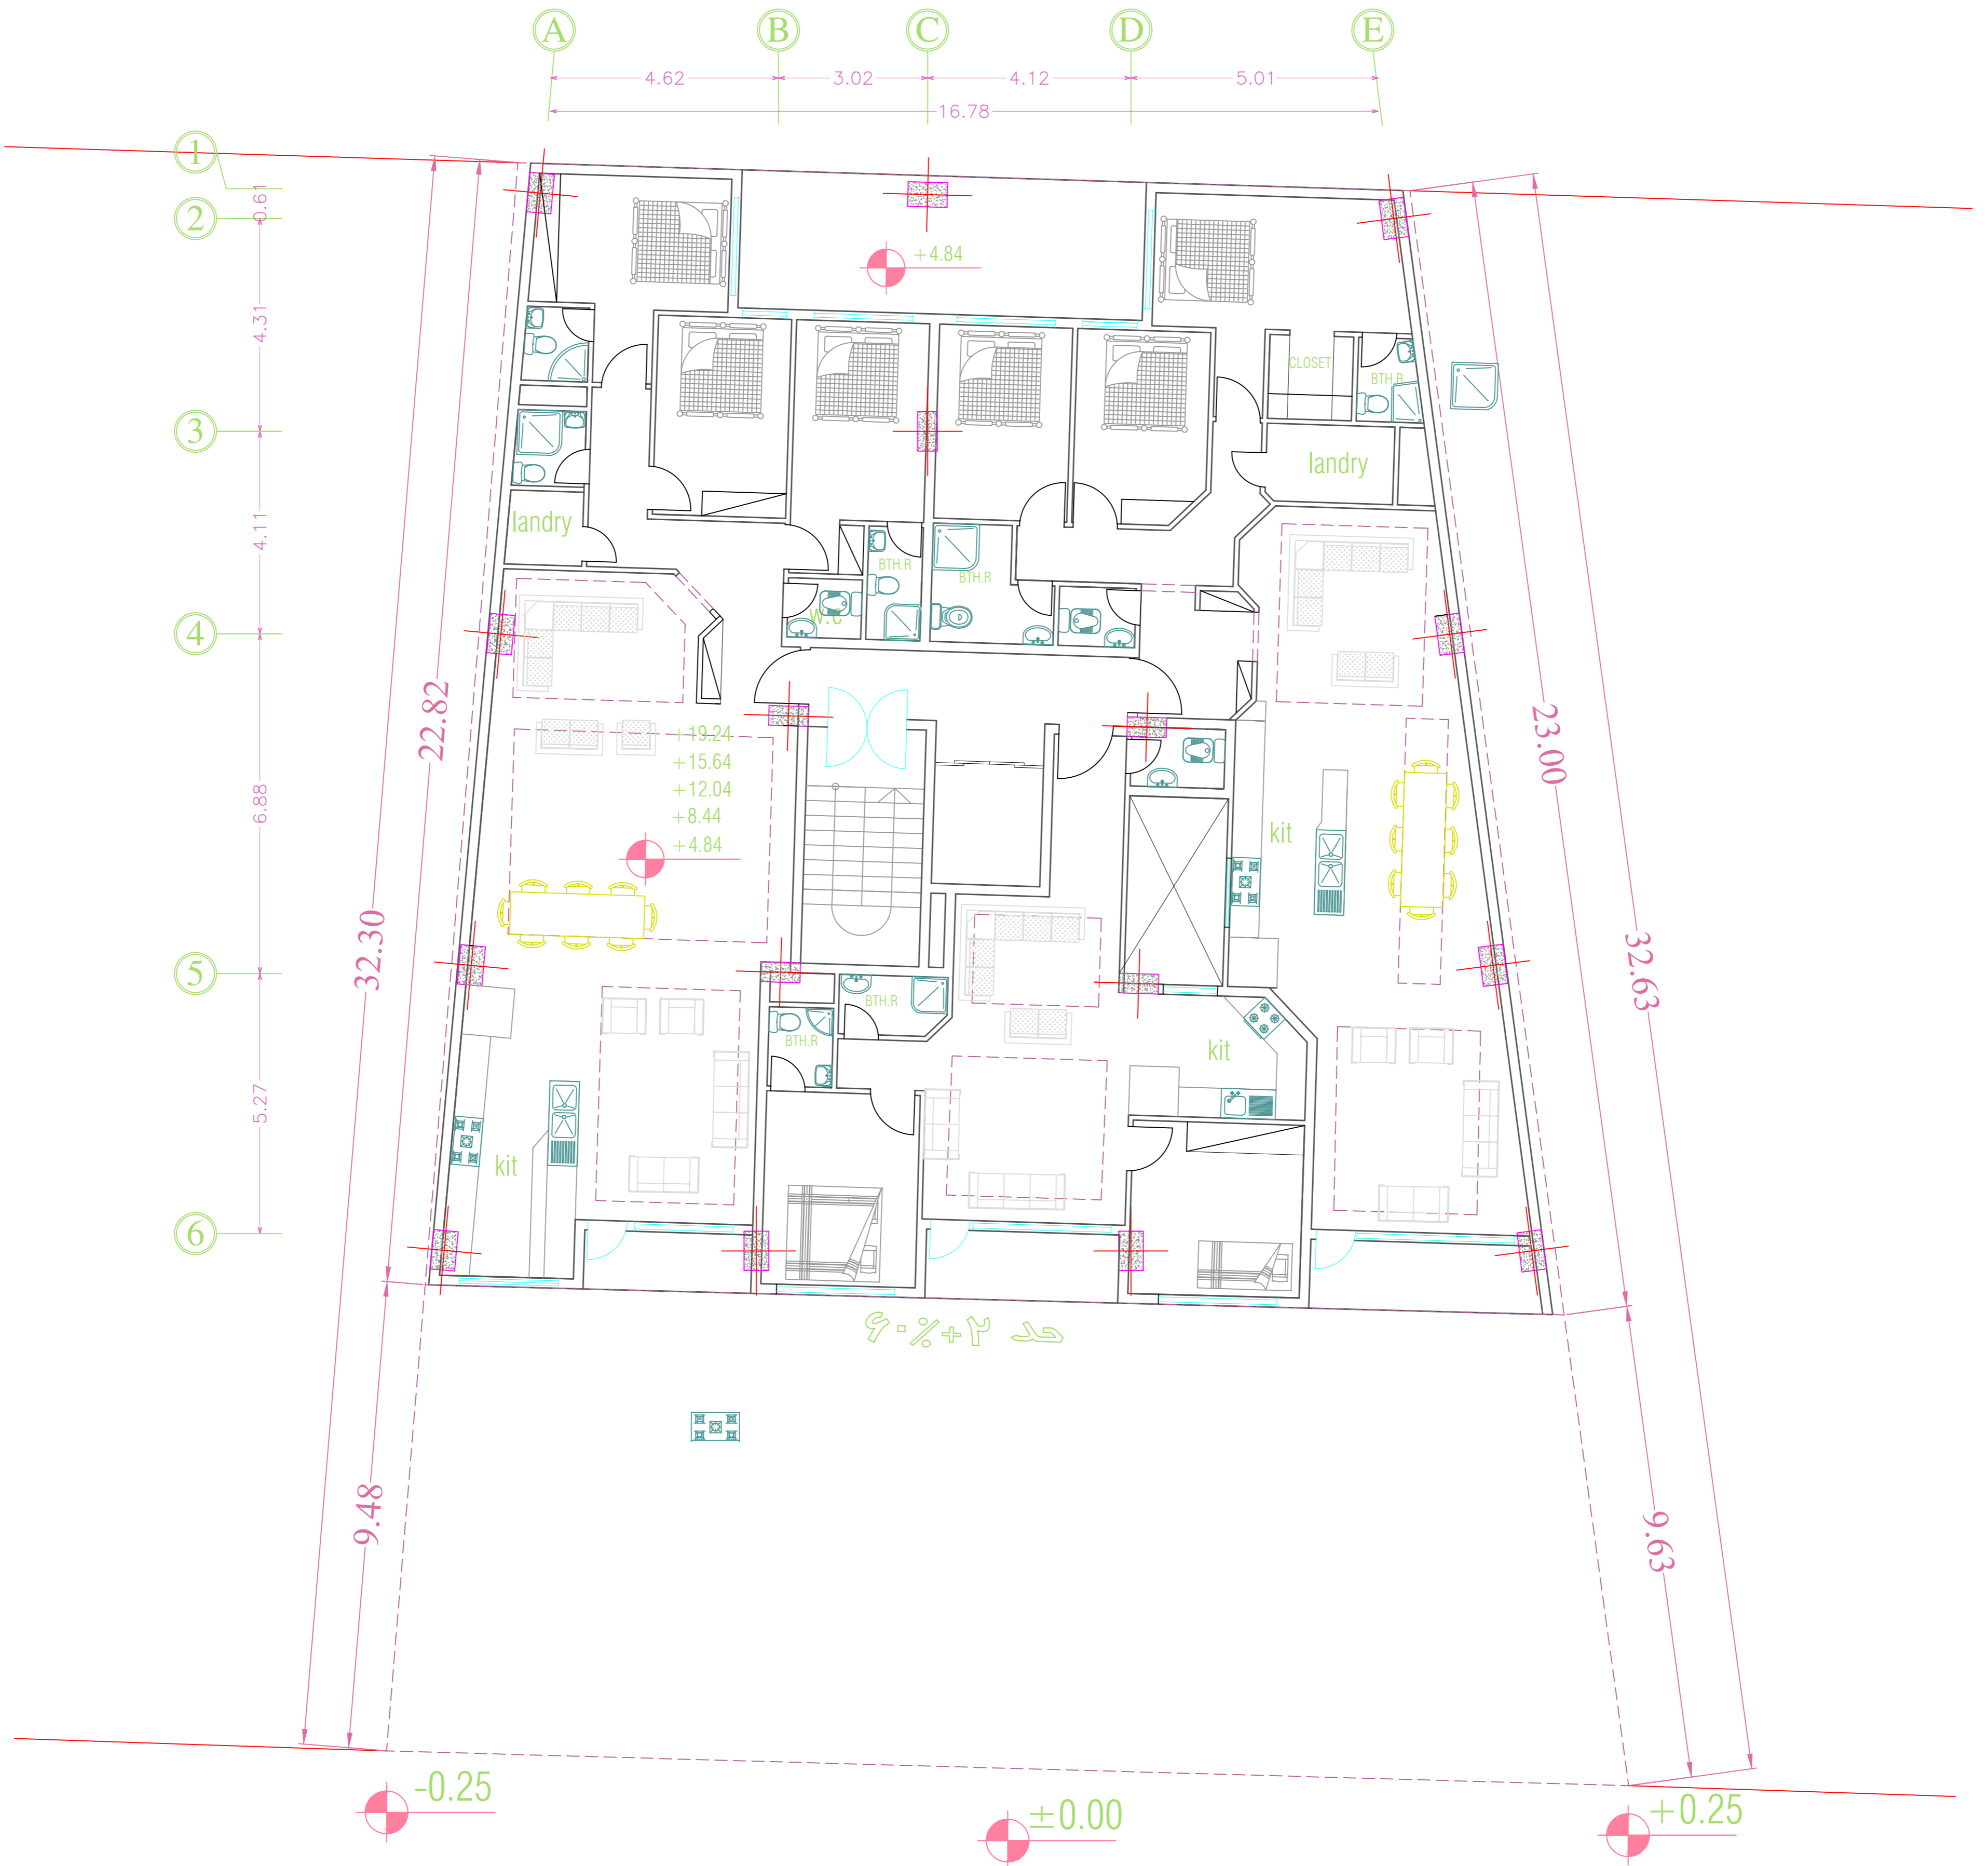 A B C D E
4.62 3.02 4.12 5.01
16.78
1
0.61
2
+4.84
4.31
CLOSET
BTH.R
3
landry
landry
4.11
BTH.R
BTH.R
W.C
4
22.82
23.00
+19.24
+15.64
+12.04
+8.44
+4.84
6.88
kit
32.30
32.63
5
BTH.R
BTH.R
kit
5.27
kit
6
حد ۲+%۶۰
9.48
9.63
-0.25
±0.00
+0.25